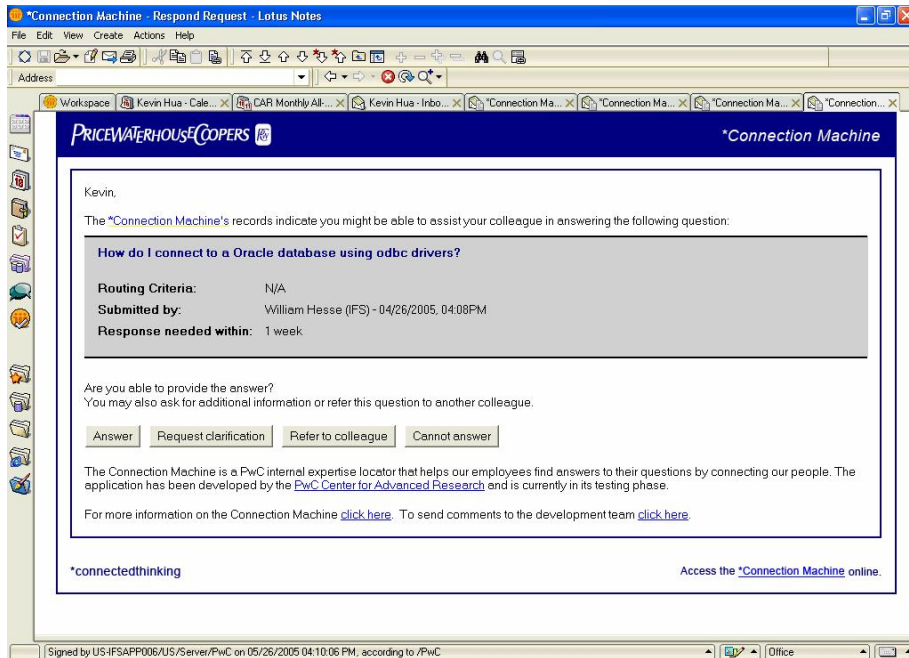 *Connection Machine - Respond Request - Lotus Notes
File Edit View Create Actions Help
Address
Workspace Kevin Hua - Cale... CAR Monthly All-... Kevin Hua - Inbo... *Connection Ma... *Connection Ma... *Connection Ma... *Connection...
PRICEWATERHOUSECOOPERS *Connection Machine
Kevin,
The *Connection Machine's records indicate you might be able to assist your colleague in answering the following question:
How do I connect to a Oracle database using odbc drivers?
Routing Criteria: N/A
Submitted by: William Hesse (IFS) - 04/26/2005, 04:08PM
Response needed within: 1 week
Are you able to provide the answer?
You may also ask for additional information or refer this question to another colleague.
Answer Request clarification Refer to colleague Cannot answer
The Connection Machine is a PwC internal expertise locator that helps our employees find answers to their questions by connecting our people. The
application has been developed by the PwC Center for Advanced Research and is currently in its testing phase.
For more information on the Connection Machine click here. To send comments to the development team click here.
*connectedthinking Access the *Connection Machine online.
Signed by US-IFSAPP006/US/Server/PwC on 05/26/2005 04:10:06 PM, according to /PwC Office